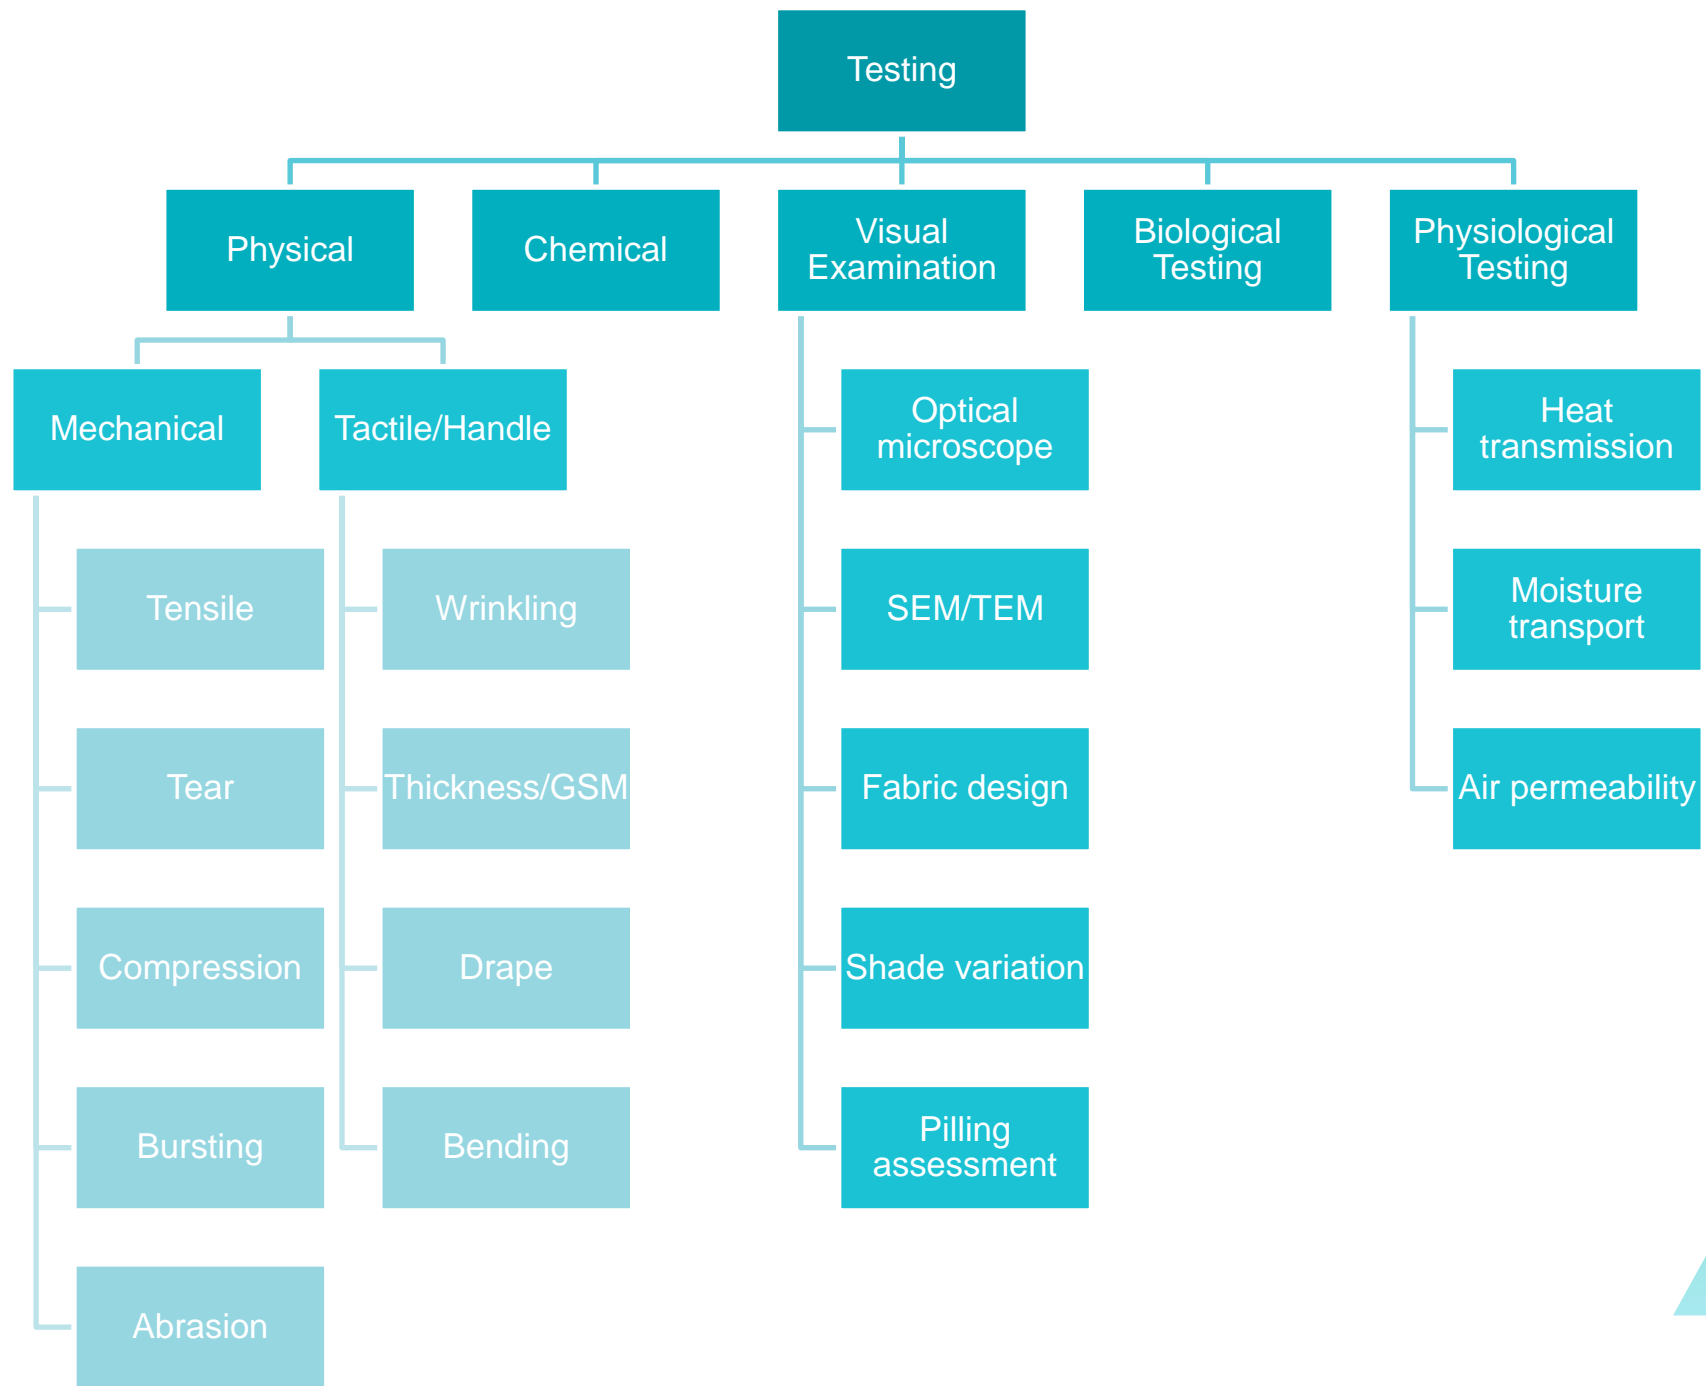 Testing
Physical
Chemical
Visual
Examination
Biological
Testing
Physiological
Testing
Mechanical
Tactile/Handle
Optical
microscope
Heat
transmission
Tensile
Wrinkling
SEM/TEM
Moisture
transport
Tear
Thickness/GSM
Fabric design
Air permeability
Compression
Drape
Shade variation
Bursting
Bending
Pilling
assessment
Abrasion